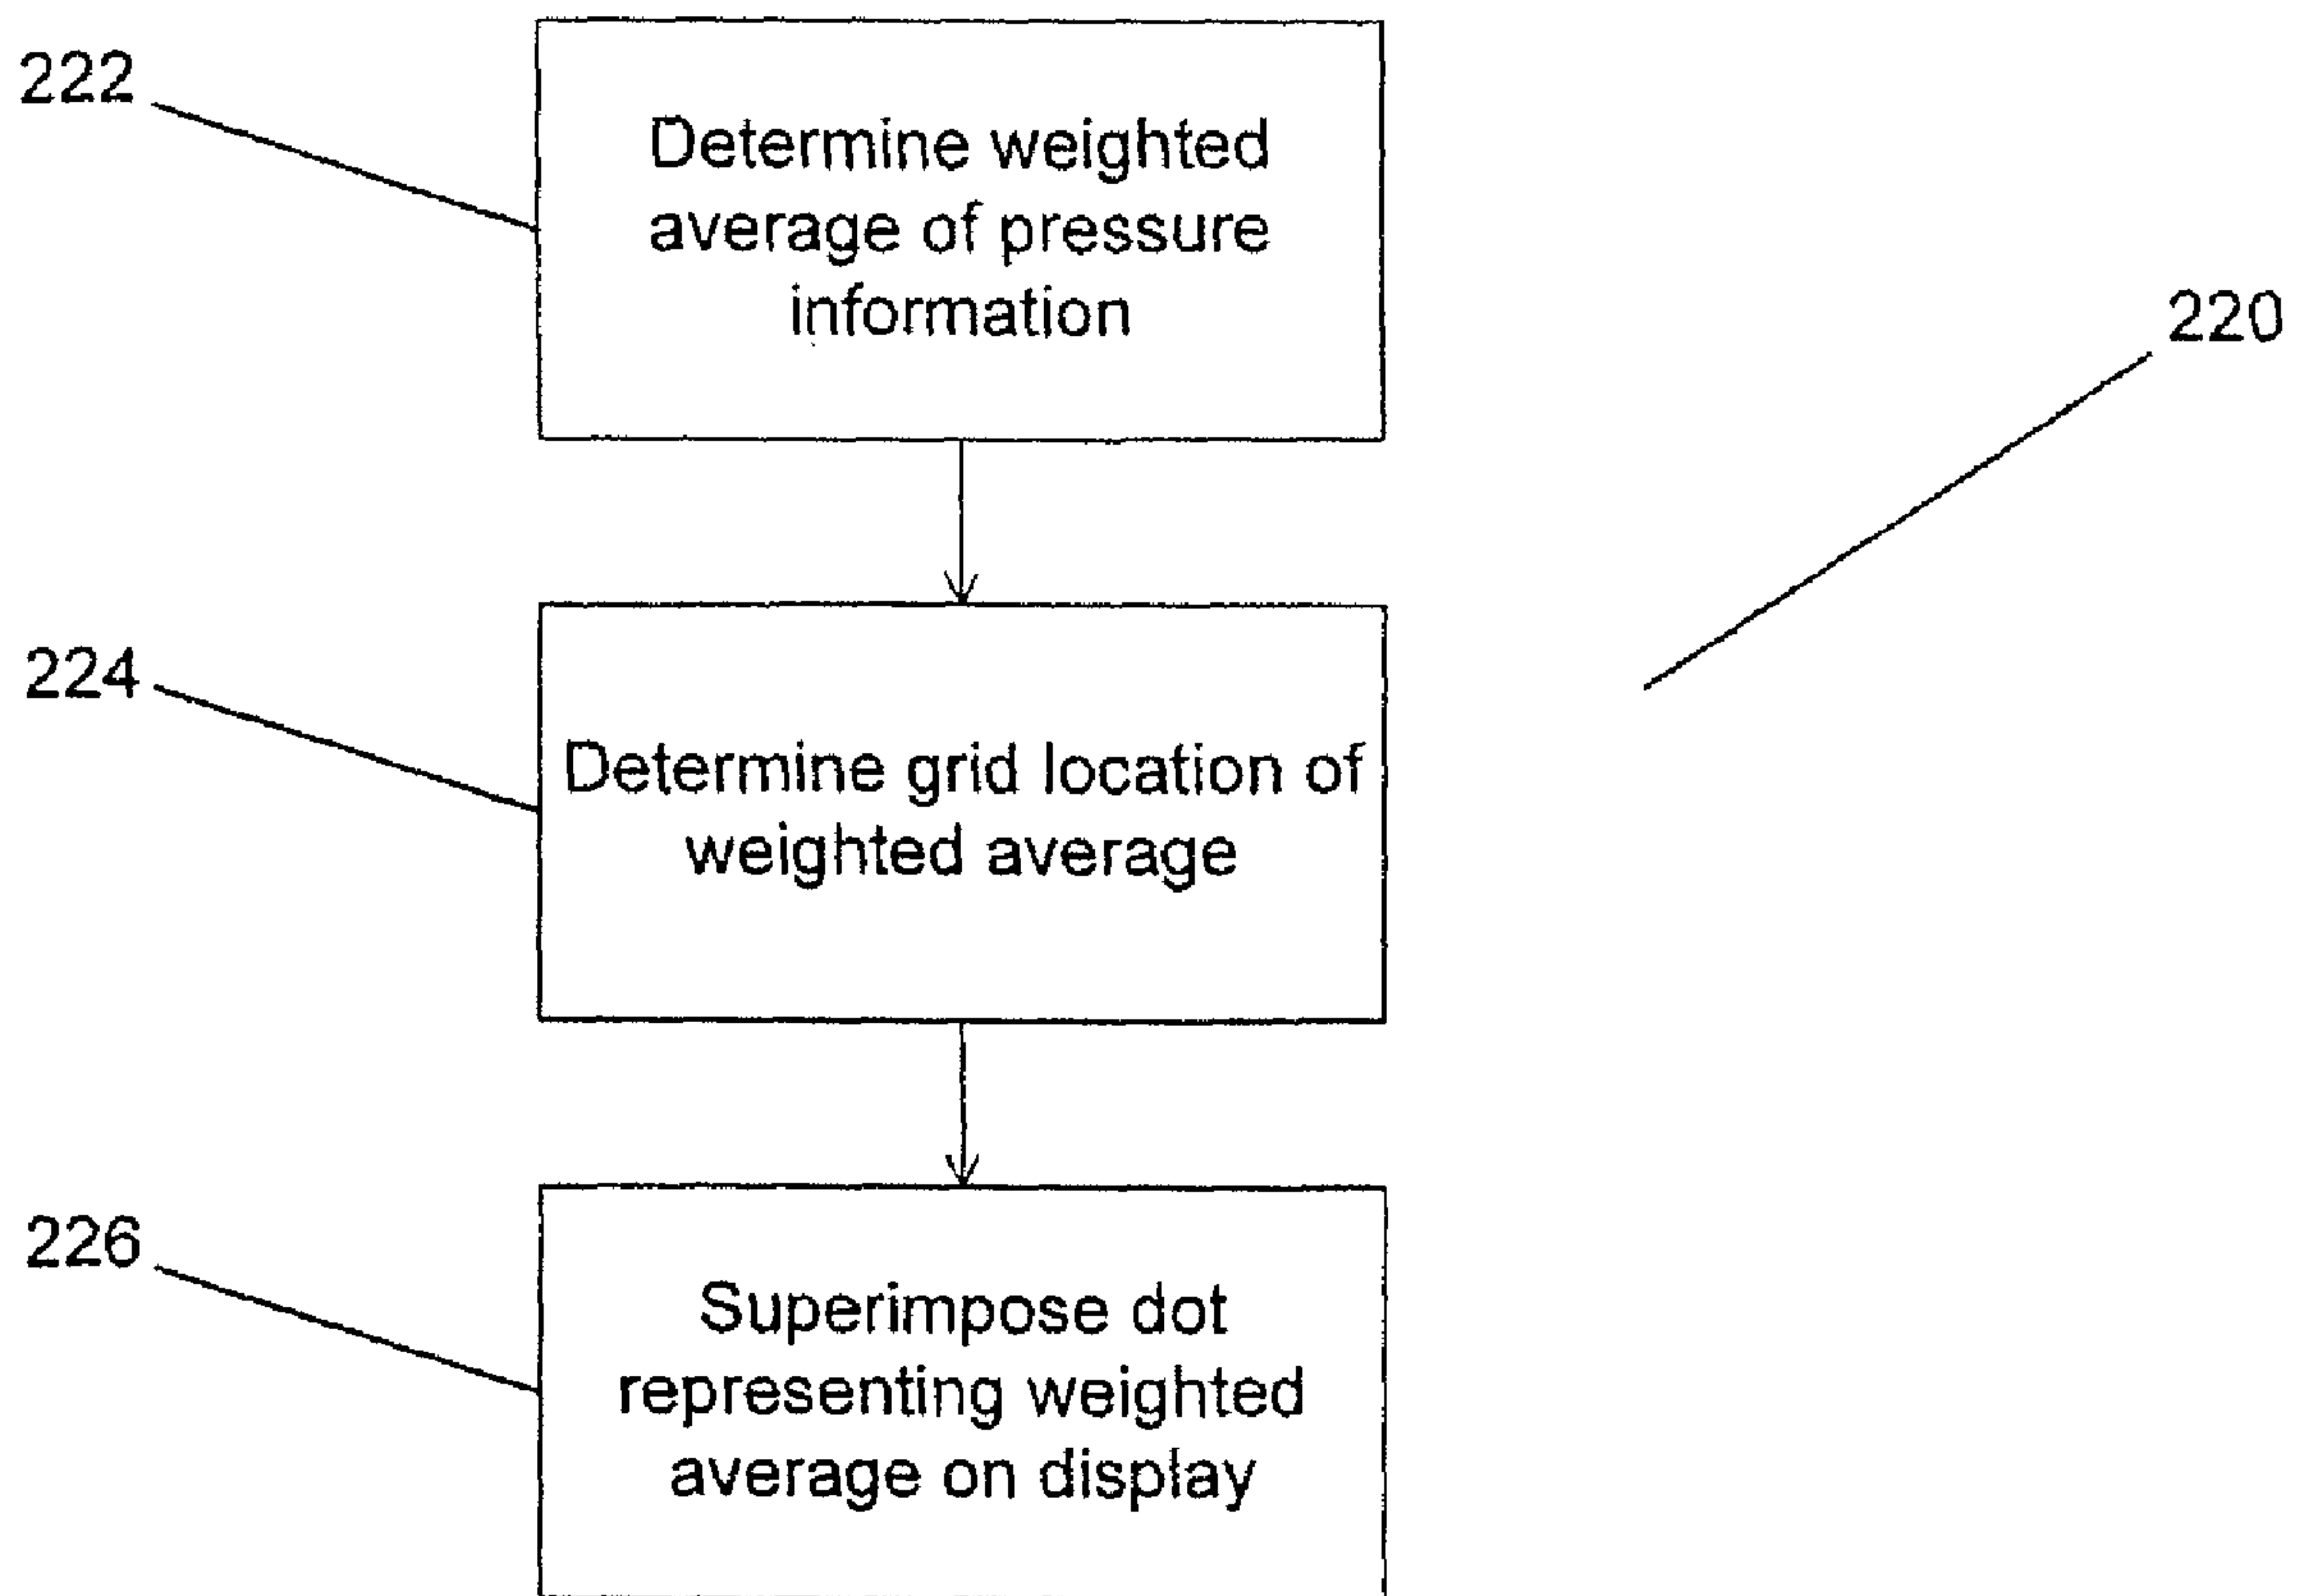 222
Determine weighted
average of pressure
information
220
224
Determine grid location of
weighted average
226
Superimpose dot
representing weighted
average on display